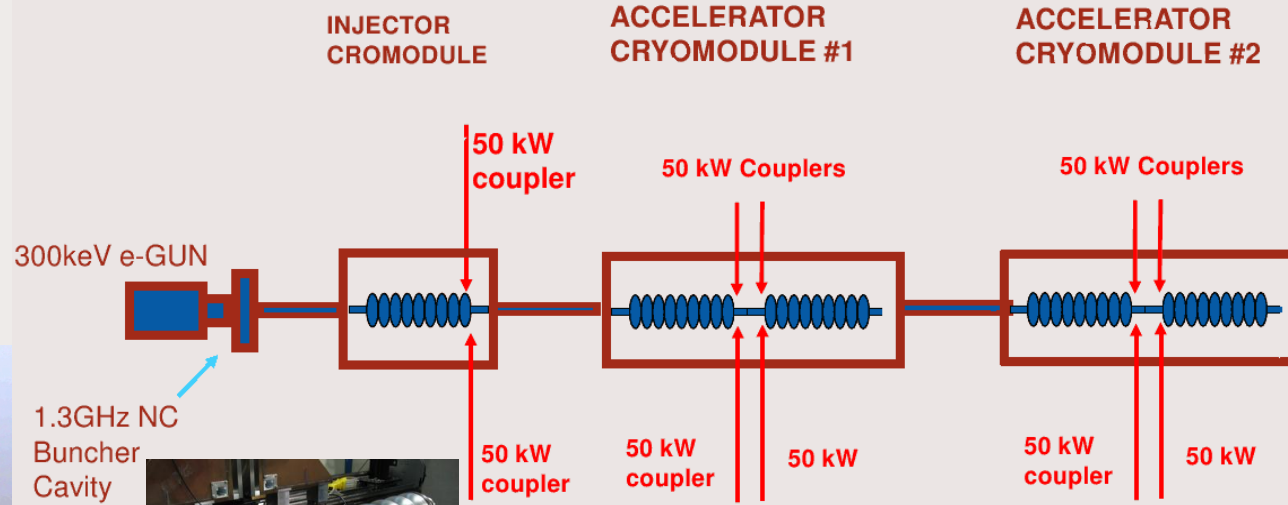 INJECTOR
CROMODULE
ACCELERATOR
CRYOMODULE #1
ACCELERATOR
CRYOMODULE #2
50 kW
coupler
50 kW Couplers
50 kW Couplers
300keV e-GUN
1.3GHz NC
Buncher
Cavity
50 kW
coupler
50 kW
coupler
50 kW
50 kW
coupler
50 kW